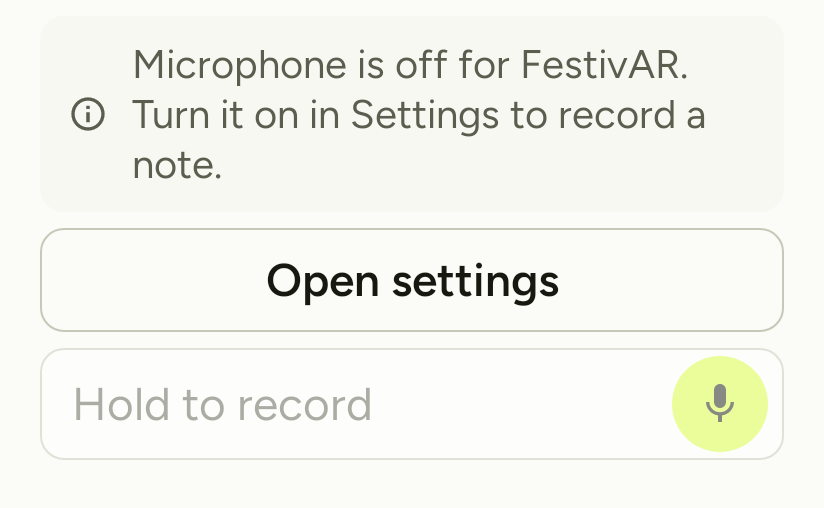 Microphone is off for FestivAR.
Turn it on in Settings to record a
note.
Open settings
Hold to record